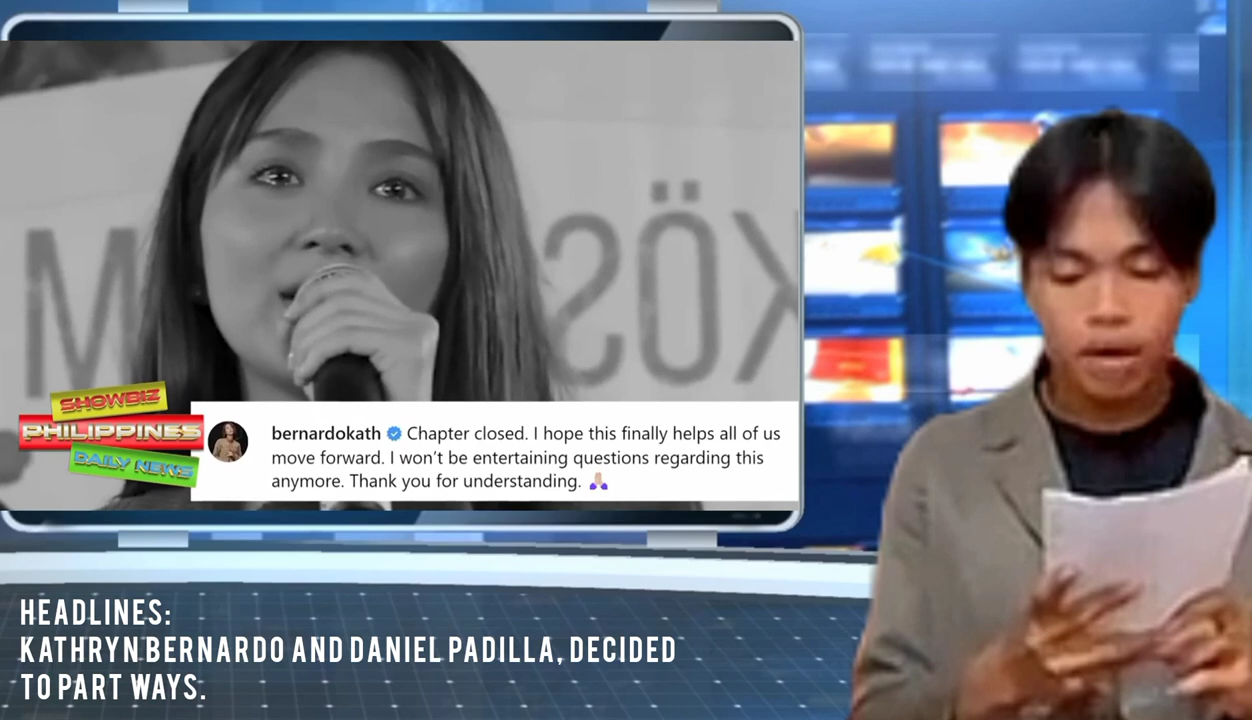 M
KÖS
SHOWBIZ
PHILIPPINES
DAILY NEWS
bernardokath Chapter closed. I hope this finally helps all of us
move forward. I won't be entertaining questions regarding this
anymore. Thank you for understanding.
HEADLINES:
KATHRYN BERNARDO AND DANIEL PADILLA, DECIDED
TO PART WAYS.